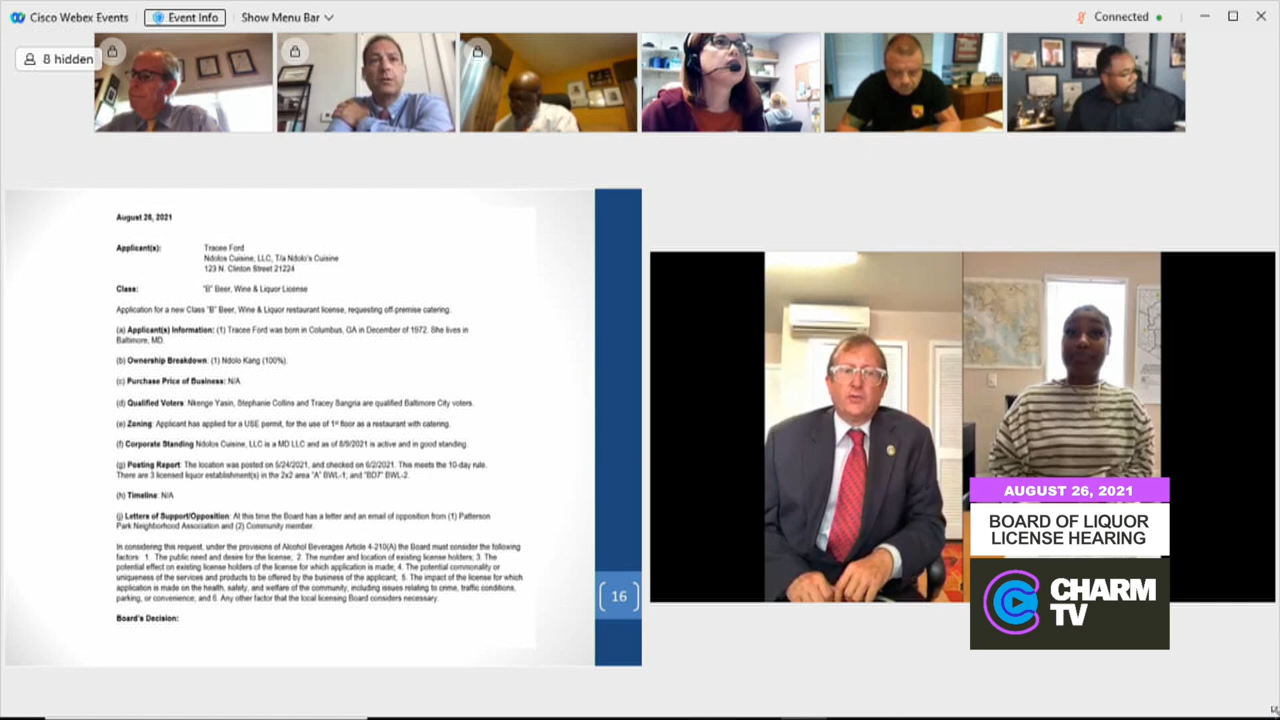 Cisco Webex Events
Event Info
Show Menu Bar
Connected
8 hidden
August 26, 2021
Applicant(s):
Tracee Ford
Ndolos Cuisine, LLC, T/a Ndolo's Cuisine
123 N. Clinton Street 21224
Class:
"B" Beer, Wine & Liquor License
Application for a new Class "B" Beer, Wine & Liquor restaurant license, requesting off-premise catering.
(a) Applicant(s) Information: (1) Tracee Ford was born in Columbus, GA in December of 1972. She lives in
Baltimore, MD.
(b) Ownership Breakdown: (1) Ndolo Kang (100%).
(c) Purchase Price of Business: N/A
(d) Qualified Voters: Nkenge Yasin, Stephanie Collins and Tracey Sangria are qualified Baltimore City voters.
(e) Zoning: Applicant has applied for a USE permit, for the use of 1st floor as a restaurant with catering.
(f) Corporate Standing Ndolos Cuisine, LLC is a MD LLC and as of 8/9/2021 is active and in good standing.
(g) Posting Report: The location was posted on 5/24/2021, and checked on 6/2/2021. This meets the 10-day rule.
There are 3 licensed liquor establishment(s) in the 2x2 area "A" BWL-1; and "BD7" BWL-2.
(h) Timeline: N/A
(j) Letters of Support/Opposition: At this time the Board has a letter and an email of opposition from (1) Patterson
Park Neighborhood Association and (2) Community member.
In considering this request, under the provisions of Alcohol Beverages Article 4-210(A) the Board must consider the following
factors 1. The public need and desire for the license; 2. The number and location of existing license holders; 3. The
potential effect on existing license holders of the license for which application is made; 4. The potential commonality or
uniqueness of the services and products to be offered by the business of the applicant; 5. The impact of the license for which
application is made on the health, safety, and welfare of the community, including issues relating to crime, traffic conditions,
parking, or convenience; and 6. Any other factor that the local licensing Board considers necessary.
Board's Decision:
16
AUGUST 26, 2021
BOARD OF LIQUOR
LICENSE HEARING
CHARM
TV